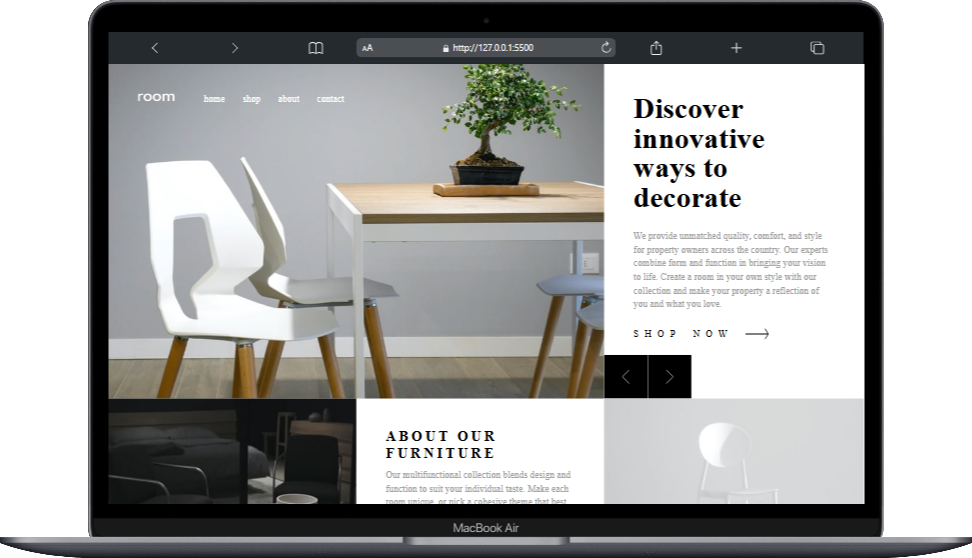 AA
http://127.0.0.1:5500
room home shop about contact
Discover
innovative
ways to
decorate
We provide unmatched quality, comfort, and style
for property owners across the country. Our experts
combine form and function in bringing your vision
to life. Create a room in your own style with our
collection and make your property a reflection of
you and what you love.
SHOP NOW
ABOUT OUR
FURNITURE
Our multifunctional collection blends design and
function to suit your individual taste. Make each
room unique, or pick a cohesive theme that best
MacBook Air